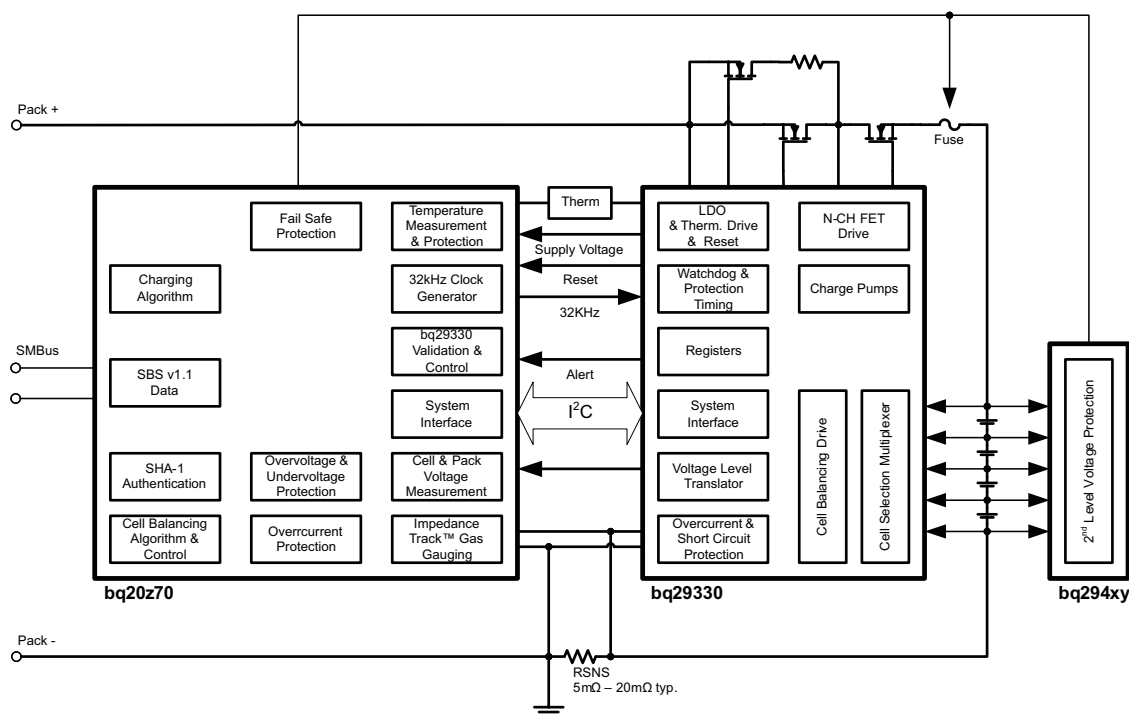 Pack +
Fuse
Therm
Fail Safe
Protection
Temperature
Measurement
& Protection
LDO
& Therm. Drive
& Reset
N-CH FET
Drive
Supply Voltage
Charging
Algorithm
32kHz Clock
Generator
Reset
Watchdog &
Protection
Timing
Charge Pumps
32KHz
SMBus
SBS v1.1
Data
bq29330
Validation &
Control
Alert
Registers
System
Interface
I²C
System
Interface
Cell Balancing Drive
Cell Selection Multiplexer
2nd Level Voltage Protection
SHA-1
Authentication
Overvoltage &
Undervoltage
Protection
Cell & Pack
Voltage
Measurement
Voltage Level
Translator
Cell Balancing
Algorithm &
Control
Overrcurrent
Protection
Impedance
Track™ Gas
Gauging
Overcurrent &
Short Circuit
Protection
bq20z70
bq29330
bq294xy
Pack -
RSNS
5mΩ – 20mΩ typ.